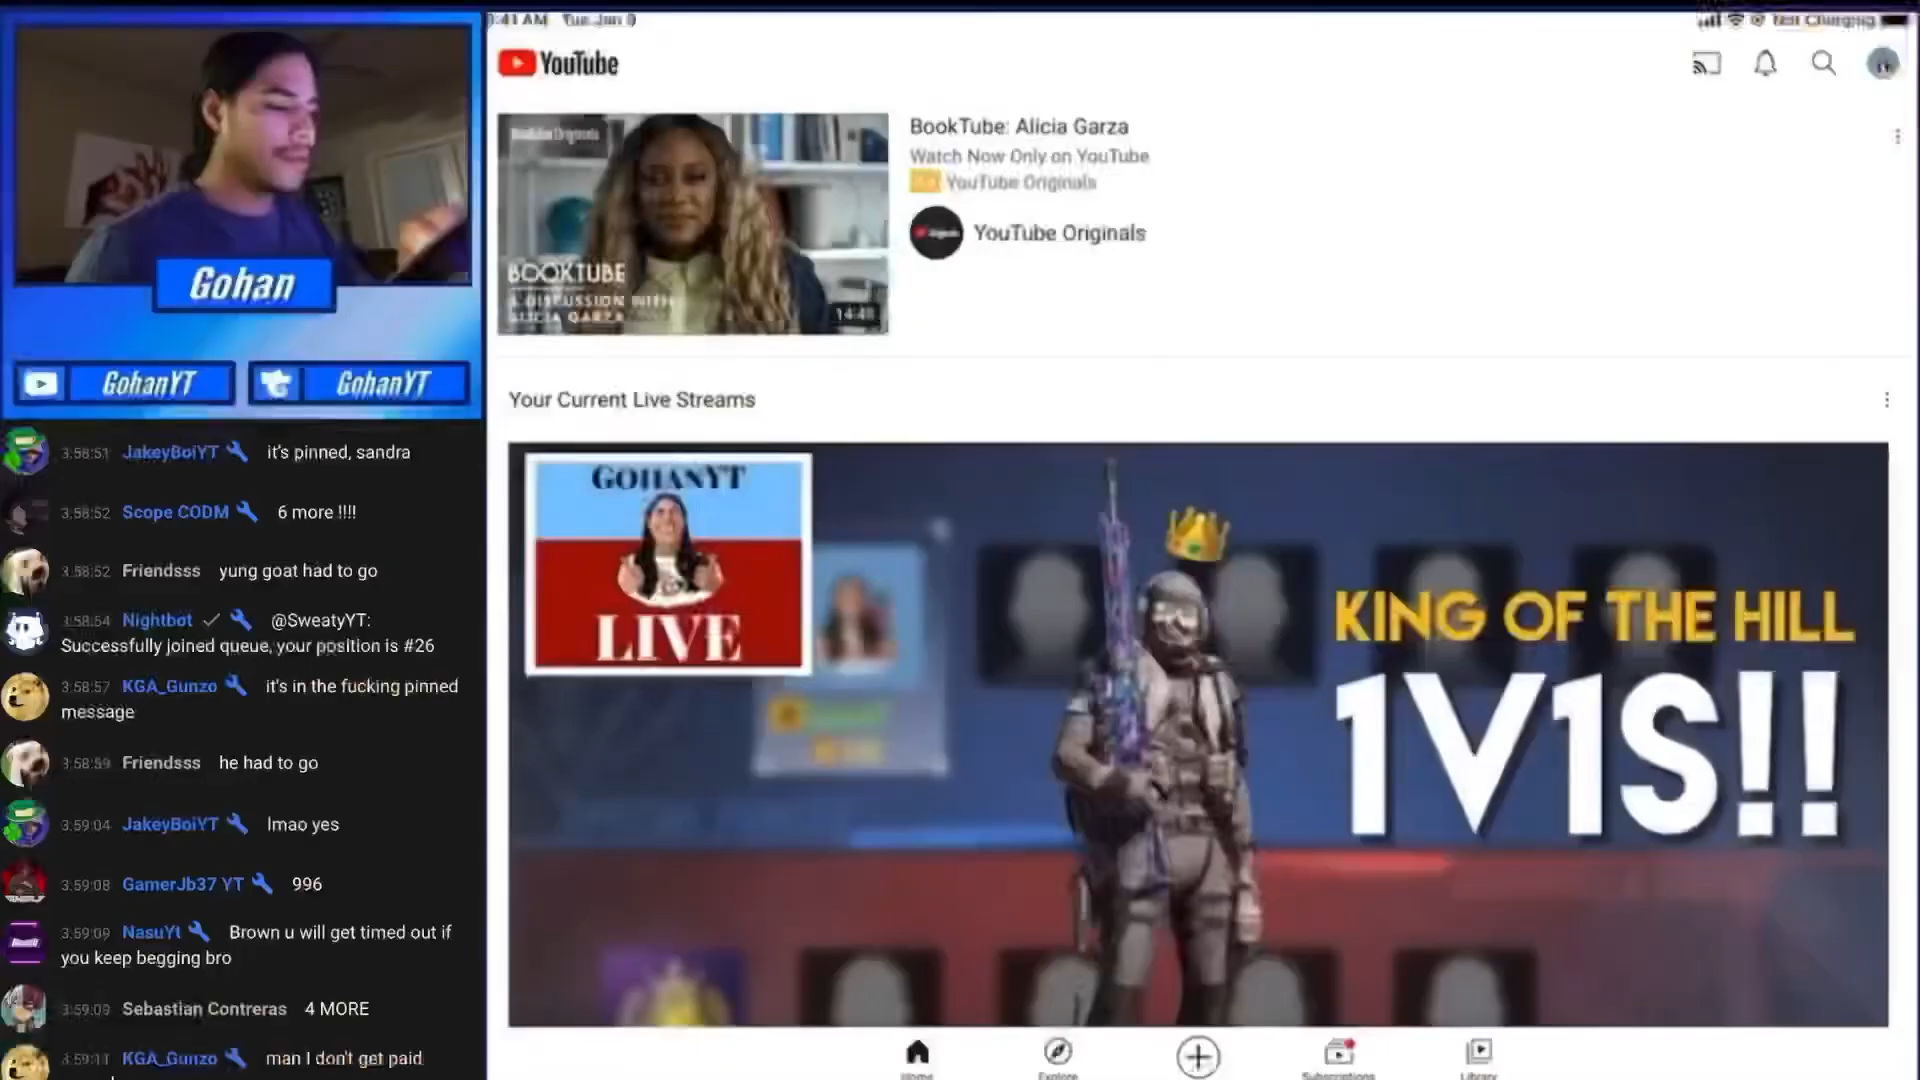 :41 AM Tue Jan
Not Charging
YouTube
BookTube: Alicia Garza
Watch Now Only on YouTube
YouTube Originals
YouTube Originals
BOOKTUBE
A DISCUSSION WITH
ALICIA GARZA
14:48
Gohan
GohanYT
GohanYT
Your Current Live Streams
GOHANYT
LIVE
KING OF THE HILL
1V1S!!
3:58:51 JakeyBoiYT it's pinned, sandra
3:58:52 Scope CODM 6 more !!!!
3:58:52 Friendsss yung goat had to go
3:58:54 Nightbot @SweatyYT:
Successfully joined queue, your position is #26
3:58:57 KGA_Gunzo it's in the fucking pinned
message
3:58:59 Friendsss he had to go
3:59:04 JakeyBoiYT lmao yes
3:59:08 GamerJb37 YT 996
3:59:09 NasuYt Brown u will get timed out if
you keep begging bro
3:59:09 Sebastian Contreras 4 MORE
3:59:11 KGA_Gunzo man I don't get paid
Home
Explore
Subscriptions
Library